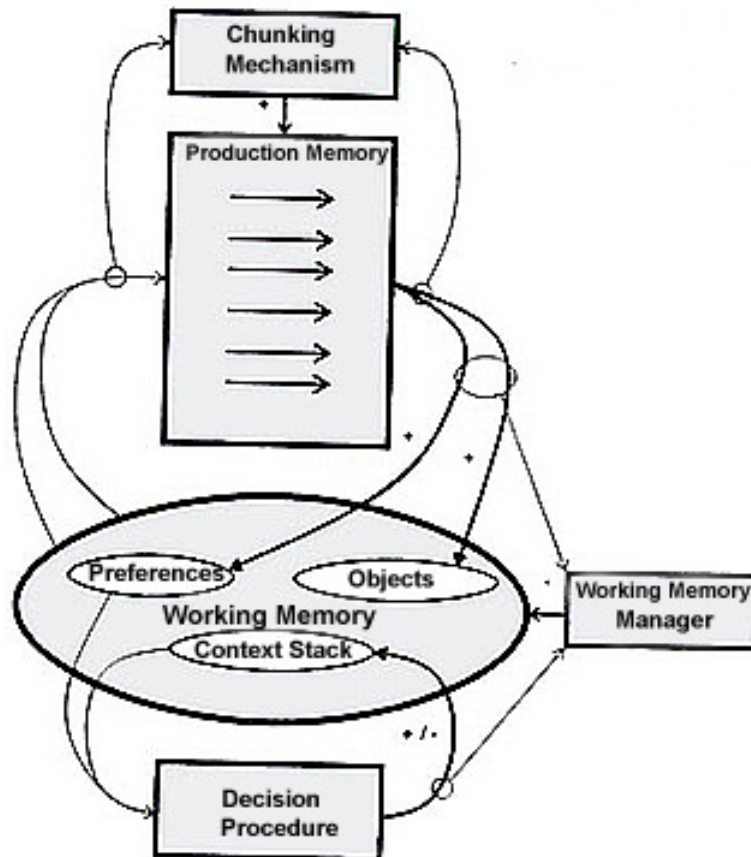 Chunking
Mechanism
+
Production Memory
+
+
Preferences
Objects
Working Memory
Context Stack
-
Working Memory
Manager
+ / -
Decision
Procedure